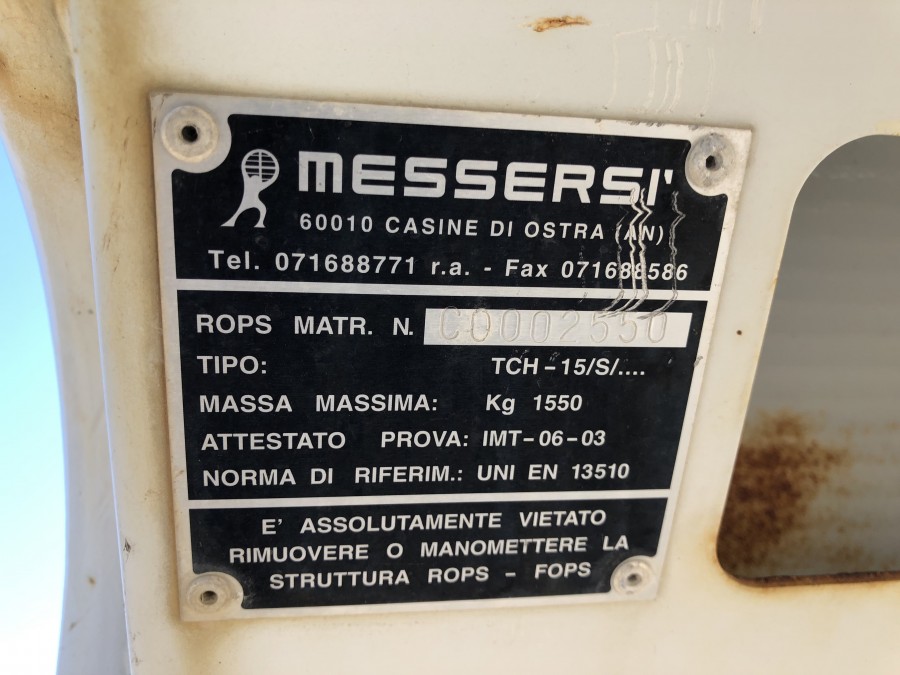 MESSERSI'
60010 CASINE DI OSTRA (AN)
Tel. 071688771 r.a. - Fax 071688586
ROPS MATR. N. C0002550
TIPO: TCH-15/S/....
MASSA MASSIMA: Kg 1550
ATTESTATO PROVA: IMT-06-03
NORMA DI RIFERIM.: UNI EN 13510
E' ASSOLUTAMENTE VIETATO
RIMUOVERE O MANOMETTERE LA
STRUTTURA ROPS - FOPS